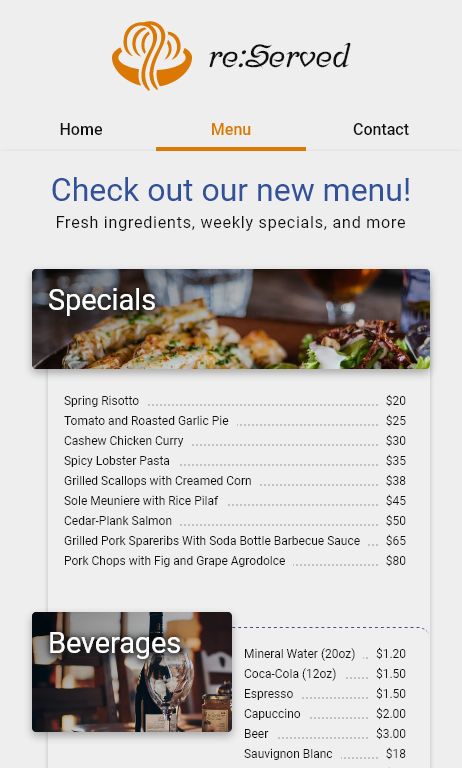 re:Served
Home Menu Contact
Check out our new menu!
Fresh ingredients, weekly specials, and more
Specials
Spring Risotto $20
Tomato and Roasted Garlic Pie $25
Cashew Chicken Curry $30
Spicy Lobster Pasta $35
Grilled Scallops with Creamed Corn $38
Sole Meuniere with Rice Pilaf $45
Cedar-Plank Salmon $50
Grilled Pork Spareribs With Soda Bottle Barbecue Sauce $65
Pork Chops with Fig and Grape Agrodolce $80
Beverages
Mineral Water (20oz) $1.20
Coca-Cola (12oz) $1.50
Espresso $1.50
Capuccino $2.00
Beer $3.00
Sauvignon Blanc $18